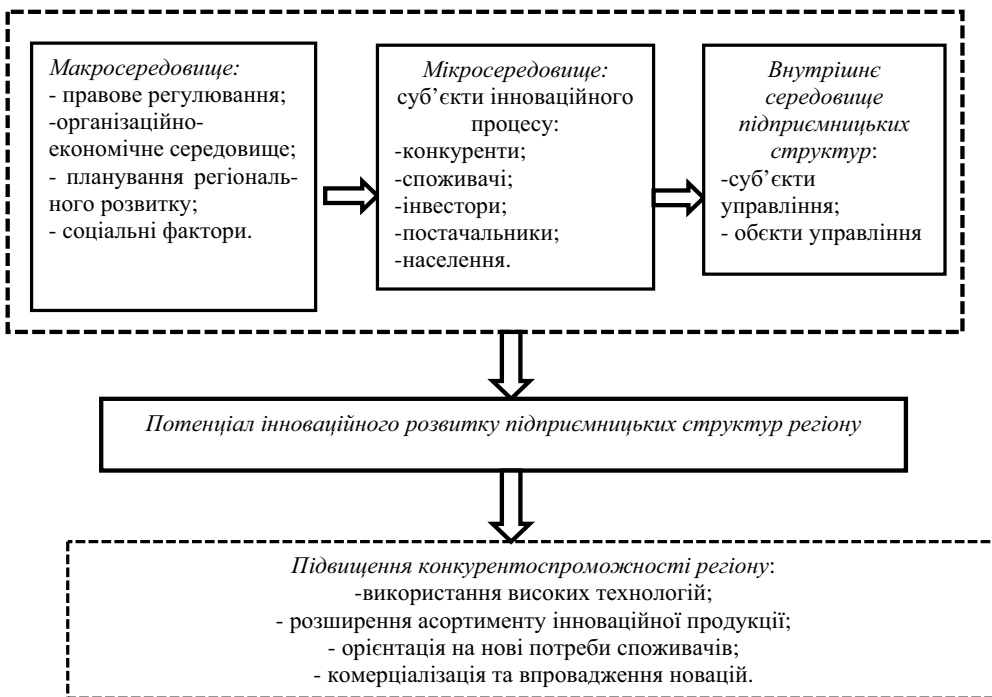 Макросередовище:
- правове регулювання;
-організаційно-
економічне середовище;
- планування регіональ-
ного розвитку;
- соціальні фактори.
Мікросередовище:
суб’єкти інноваційного
процесу:
-конкуренти;
-споживачі;
-інвестори;
-постачальники;
-населення.
Внутрішнє
середовище
підприємницьких
структур:
-суб’єкти
управління;
- обєкти управління
Потенціал інноваційного розвитку підприємницьких структур регіону
Підвищення конкурентоспроможності регіону:
-використання високих технологій;
- розширення асортименту інноваційної продукції;
- орієнтація на нові потреби споживачів;
- комерціалізація та впровадження новацій.